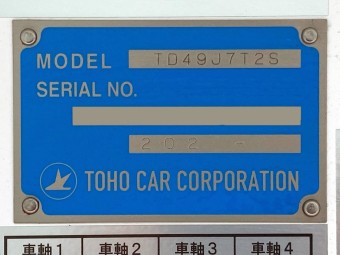 MODEL TD49J7T2S
SERIAL NO.
202 -
TOHO CAR CORPORATION
車軸1 車軸2 車軸3 車軸4